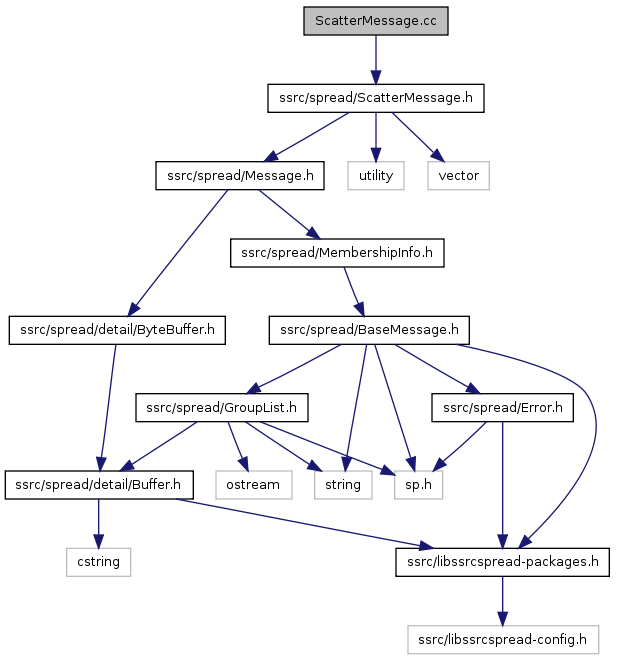 ScatterMessage.cc
ssrc/spread/ScatterMessage.h
ssrc/spread/Message.h
utility
vector
ssrc/spread/MembershipInfo.h
ssrc/spread/detail/ByteBuffer.h
ssrc/spread/BaseMessage.h
ssrc/spread/GroupList.h
ssrc/spread/Error.h
ssrc/spread/detail/Buffer.h
ostream
string
sp.h
cstring
ssrc/libssrcspread-packages.h
ssrc/libssrcspread-config.h